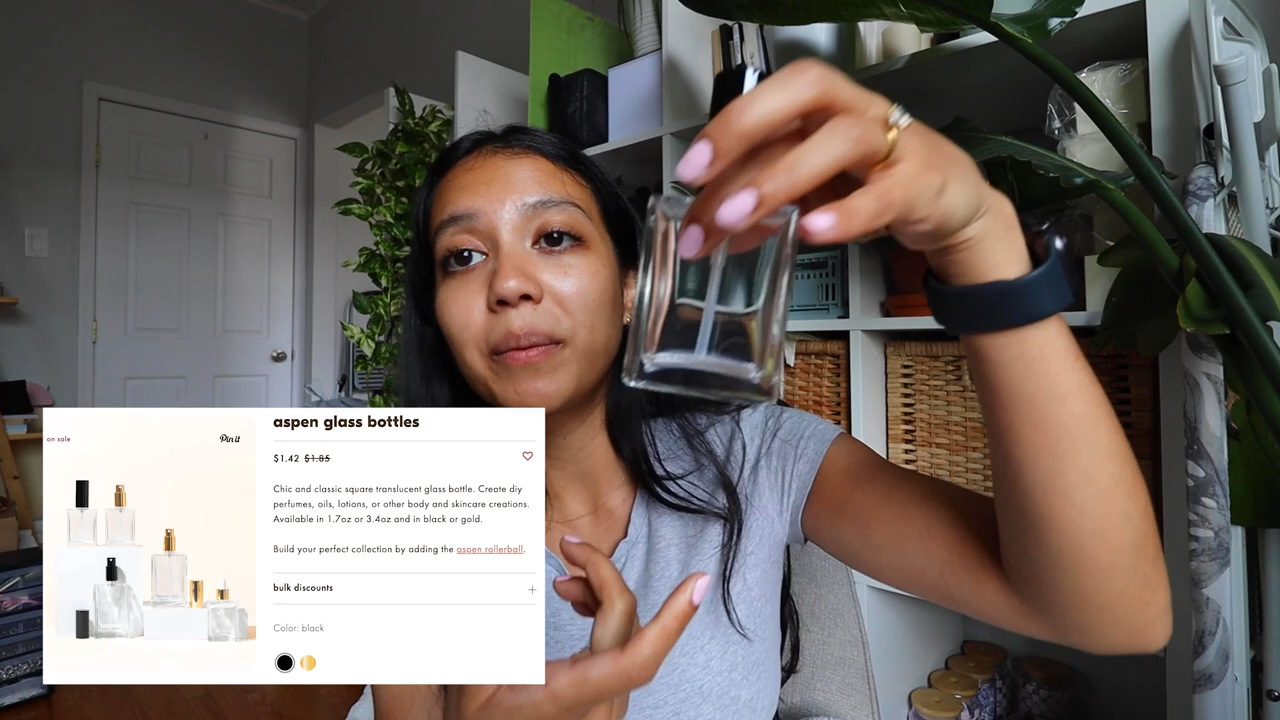 aspen glass bottles
on sale
Pin it
$1.42 $1.85
Chic and classic square translucent glass bottle. Create diy
perfumes, oils, lotions, or other body and skincare creations.
Available in 1.7oz or 3.4oz and in black or gold.
Build your perfect collection by adding the aspen rollerball.
bulk discounts
Color: black